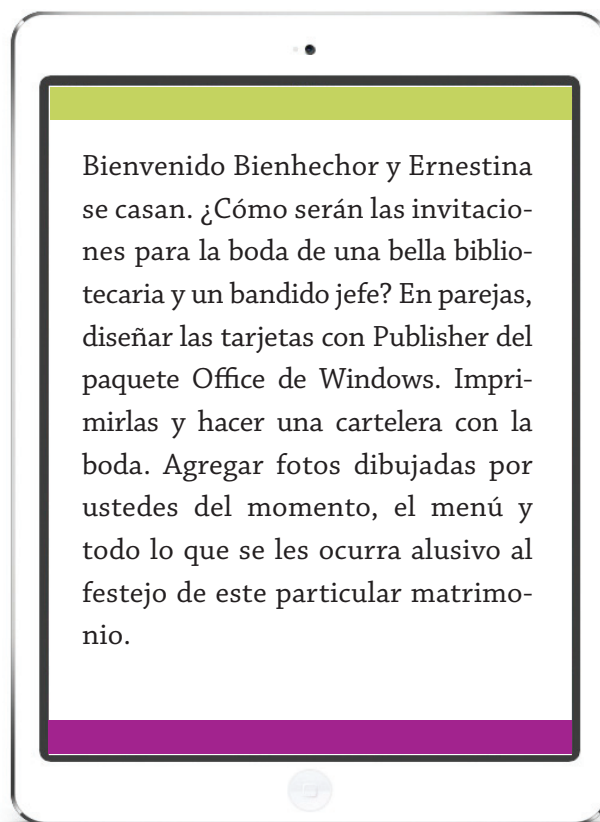 Bienvenido Bienhechor y Ernestina
se casan. ¿Cómo serán las invitacio-
nes para la boda de una bella biblio-
tecaria y un bandido jefe? En parejas,
diseñar las tarjetas con Publisher del
paquete Office de Windows. Impri-
mirlas y hacer una cartelera con la
boda. Agregar fotos dibujadas por
ustedes del momento, el menú y
todo lo que se les ocurra alusivo al
festejo de este particular matrimo-
nio.